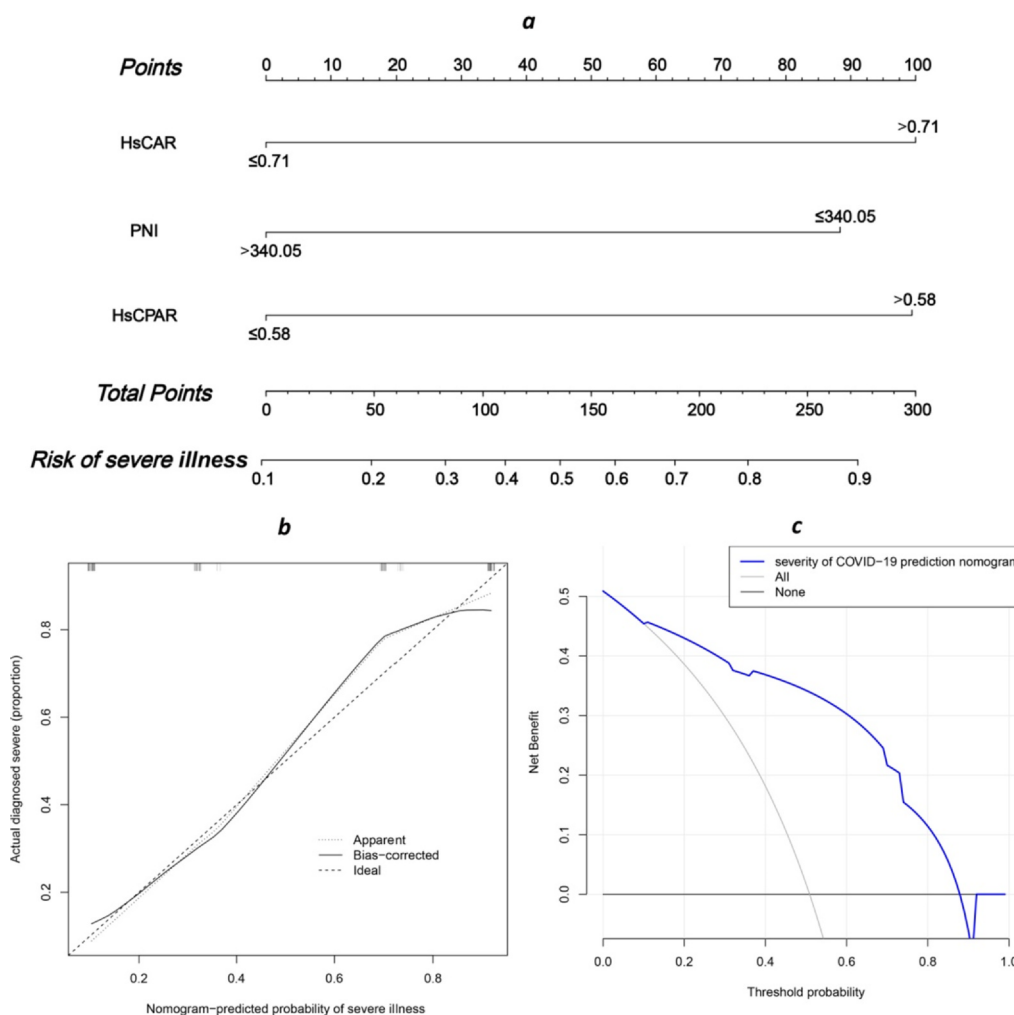 a
Points 0 10 20 30 40 50 60 70 80 90 100
>0.71
HsCAR
≤0.71
≤340.05
PNI
>340.05
>0.58
HsCPAR
≤0.58
Total Points
0 50 100 150 200 250 300
Risk of severe illness
0.1 0.2 0.3 0.4 0.5 0.6 0.7 0.8 0.9
b
Actual diagnosed severe (proportion)
0.8
0.6
0.4
0.2
Apparent
Bias-corrected
Ideal
0.2 0.4 0.6 0.8
Nomogram-predicted probability of severe illness
c
severity of COVID-19 prediction nomogram
All
None
Net Benefit
0.5
0.4
0.3
0.2
0.1
0.0
0.0 0.2 0.4 0.6 0.8 1.0
Threshold probability